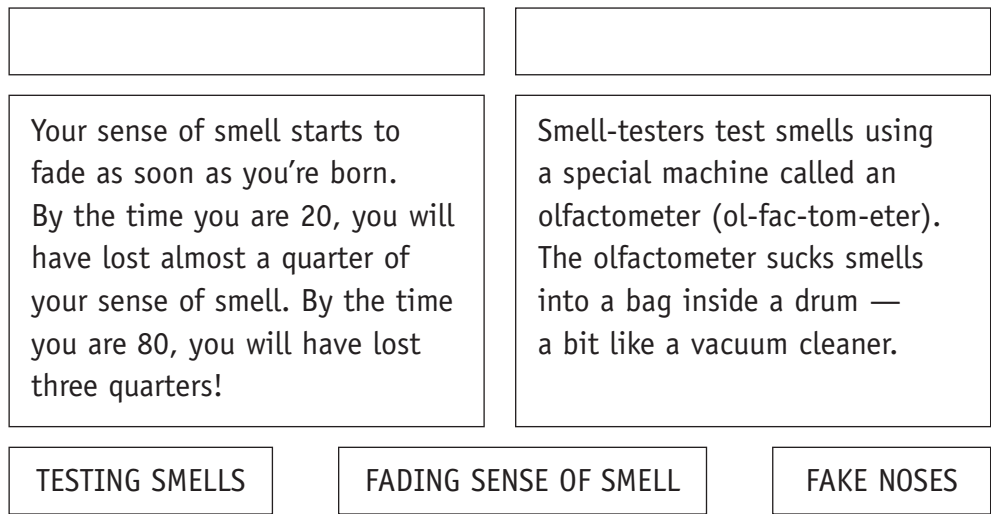 Your sense of smell starts to
fade as soon as you’re born.
By the time you are 20, you will
have lost almost a quarter of
your sense of smell. By the time
you are 80, you will have lost
three quarters!
Smell-testers test smells using
a special machine called an
olfactometer (ol-fac-tom-eter).
The olfactometer sucks smells
into a bag inside a drum —
a bit like a vacuum cleaner.
TESTING SMELLS
FADING SENSE OF SMELL
FAKE NOSES